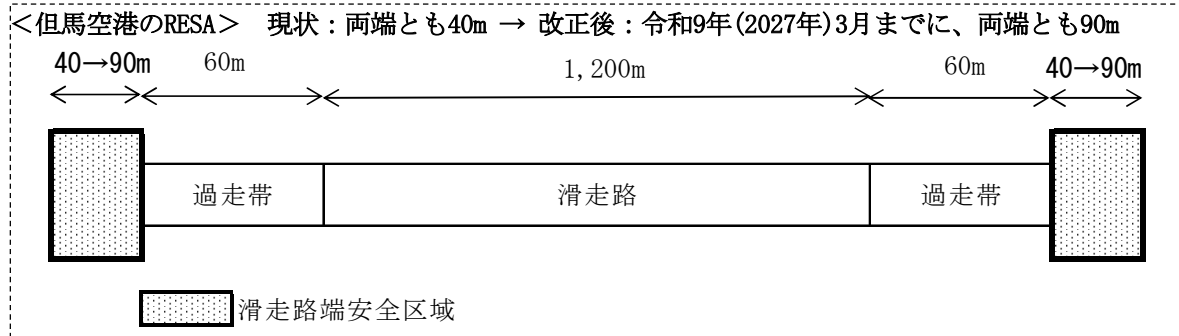 ＜但馬空港のRESA＞　現状：両端とも40m → 改正後：令和9年(2027年)3月までに、両端とも90m
40→90m 60m 1,200m 60m 40→90m
過走帯 滑走路 過走帯
滑走路端安全区域